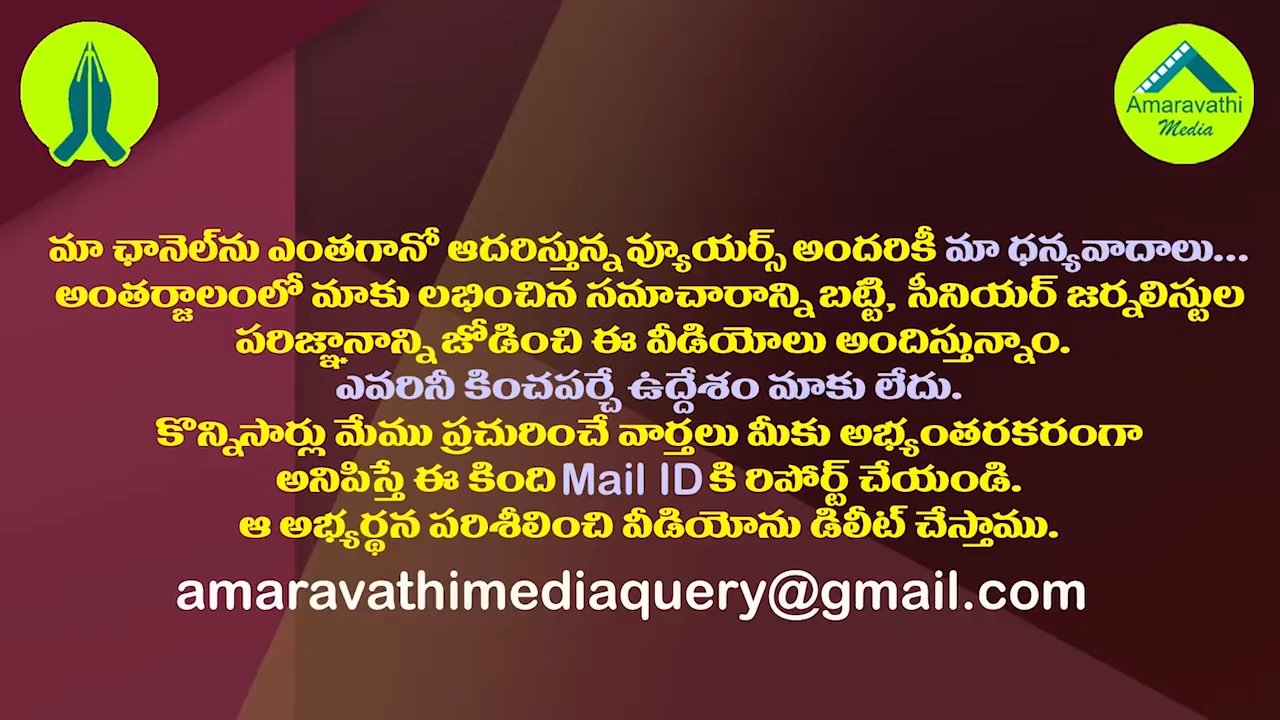 Amaravathi
Media
మా ఛానెల్‌ను ఎంతగానో ఆదరిస్తున్న వ్యూయర్స్ అందరికీ మా ధన్యవాదాలు...
అంతర్జాలంలో మాకు లభించిన సమాచారాన్ని బట్టి, సీనియర్ జర్నలిస్టుల
పరిజ్ఞానాన్ని జోడించి ఈ వీడియోలు అందిస్తున్నాం.
ఎవరినీ కించపర్చే ఉద్దేశం మాకు లేదు.
కొన్నిసార్లు మేము ప్రచురించే వార్తలు మీకు అభ్యంతరకరంగా
అనిపిస్తే ఈ కింది Mail ID కి రిపోర్ట్ చేయండి.
ఆ అభ్యర్థన పరిశీలించి వీడియోను డిలీట్ చేస్తాము.
amaravathimediaquery@gmail.com